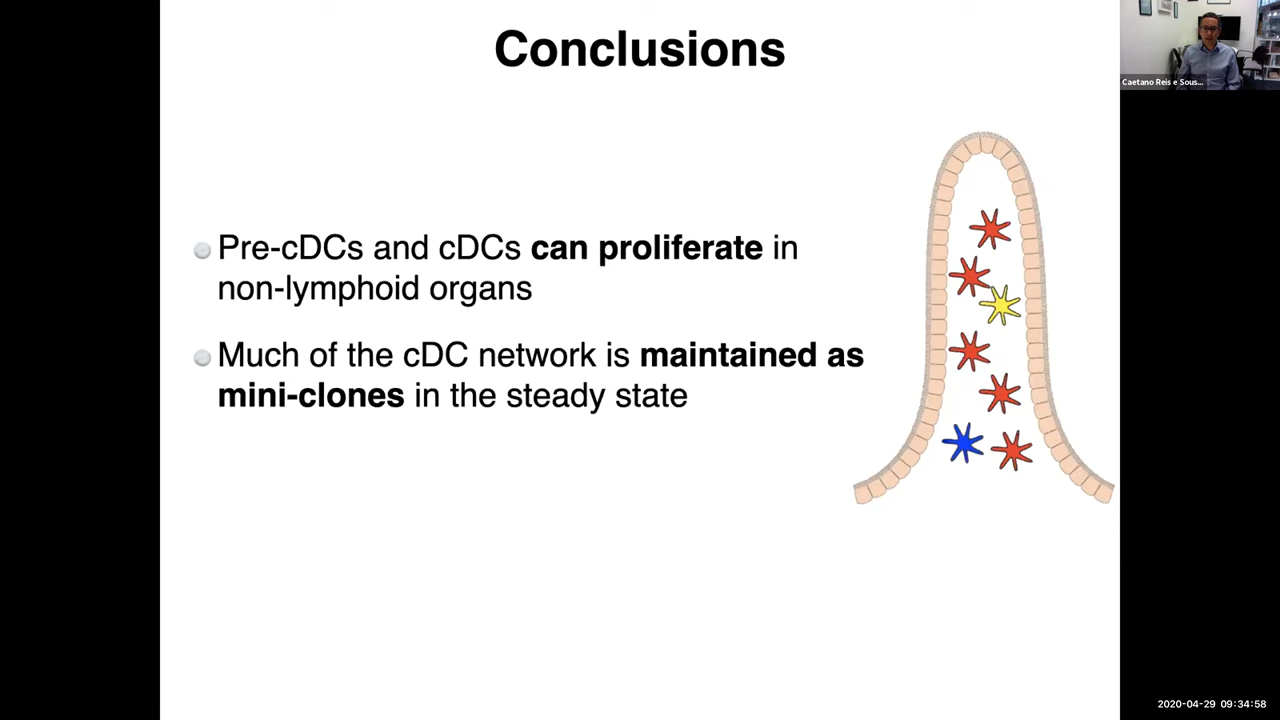 Conclusions
Caetano Reis e Sous...
Pre-cDCs and cDCs can proliferate in
non-lymphoid organs
Much of the cDC network is maintained as
mini-clones in the steady state
2020-04-29 09:34:58